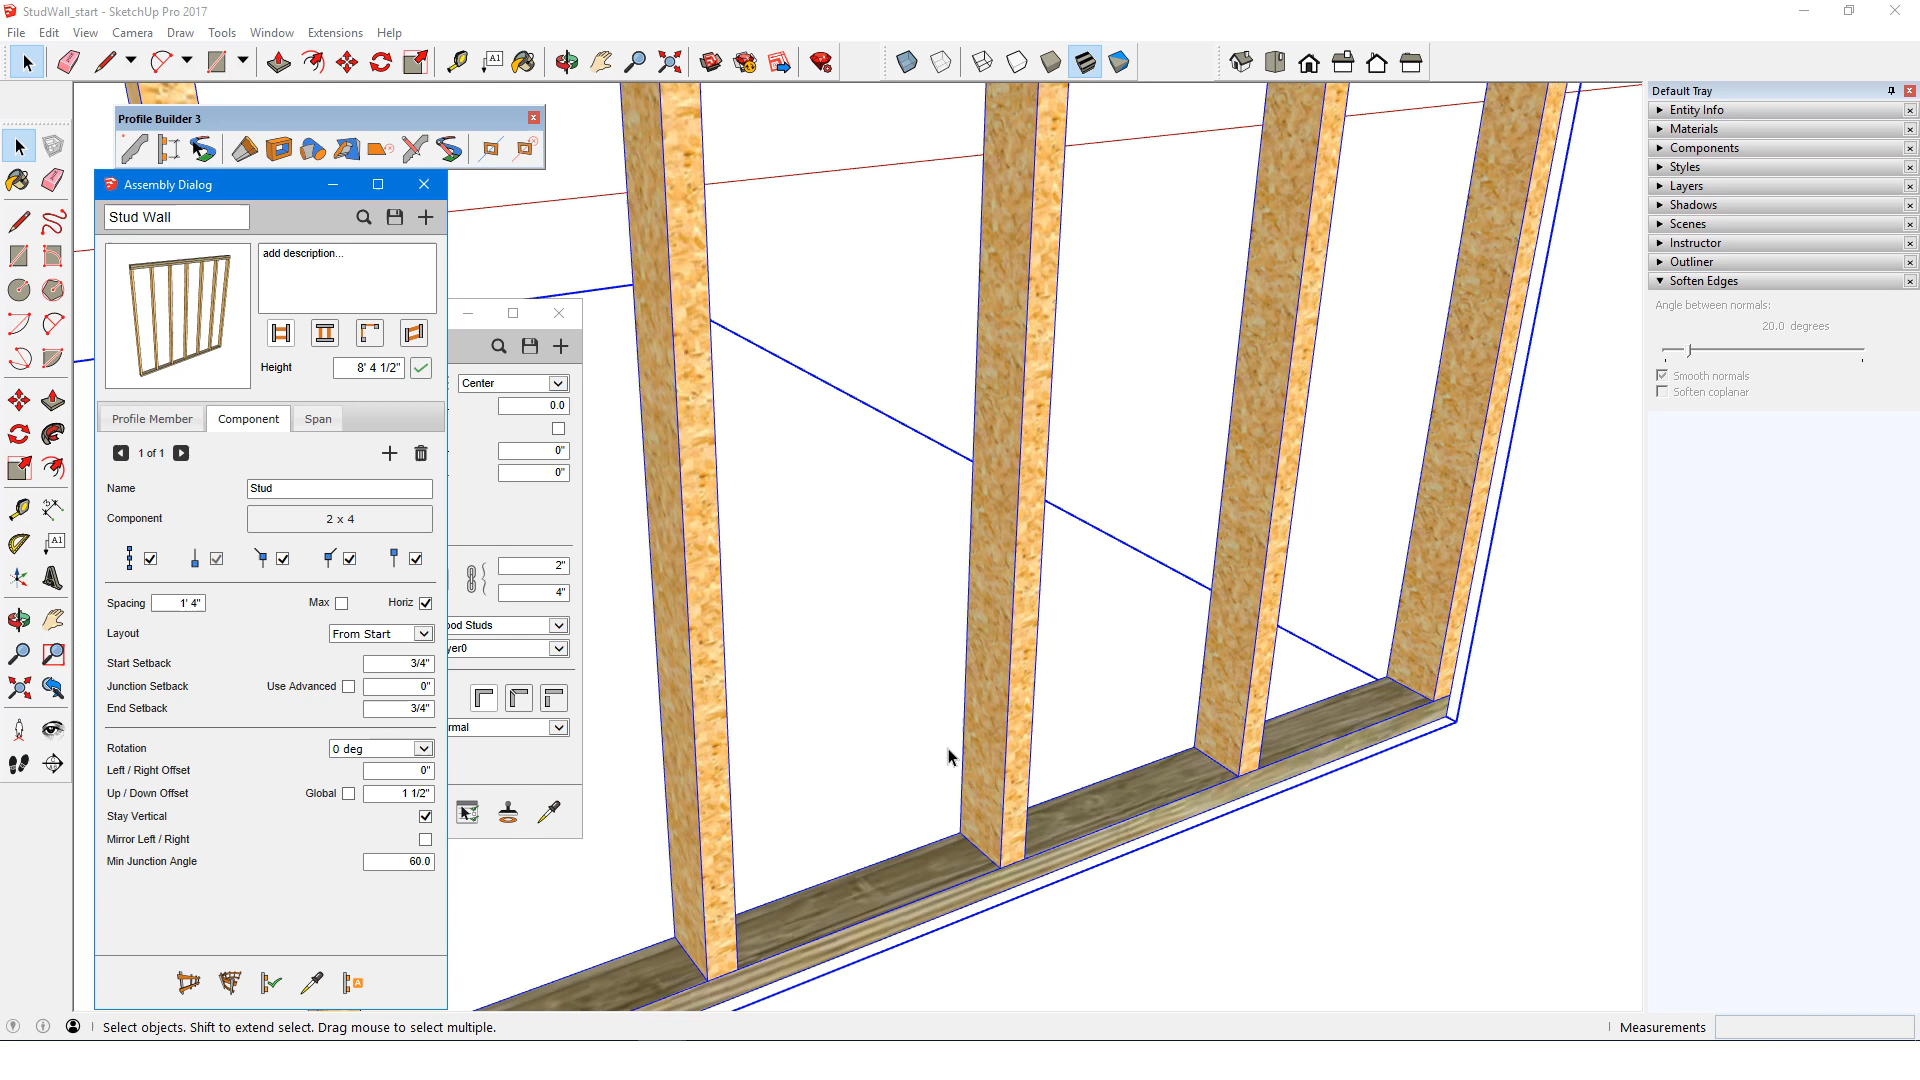 StudWall_start - SketchUp Pro 2017
File Edit View Camera Draw Tools Window Extensions Help
A1
Profile Builder 3
Assembly Dialog
Stud Wall
add description...
Height 8' 4 1/2"
Profile Member Component Span
1 of 1
Name Stud
Component 2 x 4
Spacing 1' 4" Max Horiz
Layout From Start
Start Setback 3/4"
Junction Setback Use Advanced 0"
End Setback 3/4"
Rotation 0 deg
Left / Right Offset 0"
Up / Down Offset Global 1 1/2"
Stay Vertical
Mirror Left / Right
Min Junction Angle 60.0
A
Center
0.0
0"
0"
2"
4"
ood Studs
yer0
rmal
A1
Default Tray
Entity Info
Materials
Components
Styles
Layers
Shadows
Scenes
Instructor
Outliner
Soften Edges
Angle between normals:
20.0 degrees
Smooth normals
Soften coplanar
Select objects. Shift to extend select. Drag mouse to select multiple.
Measurements